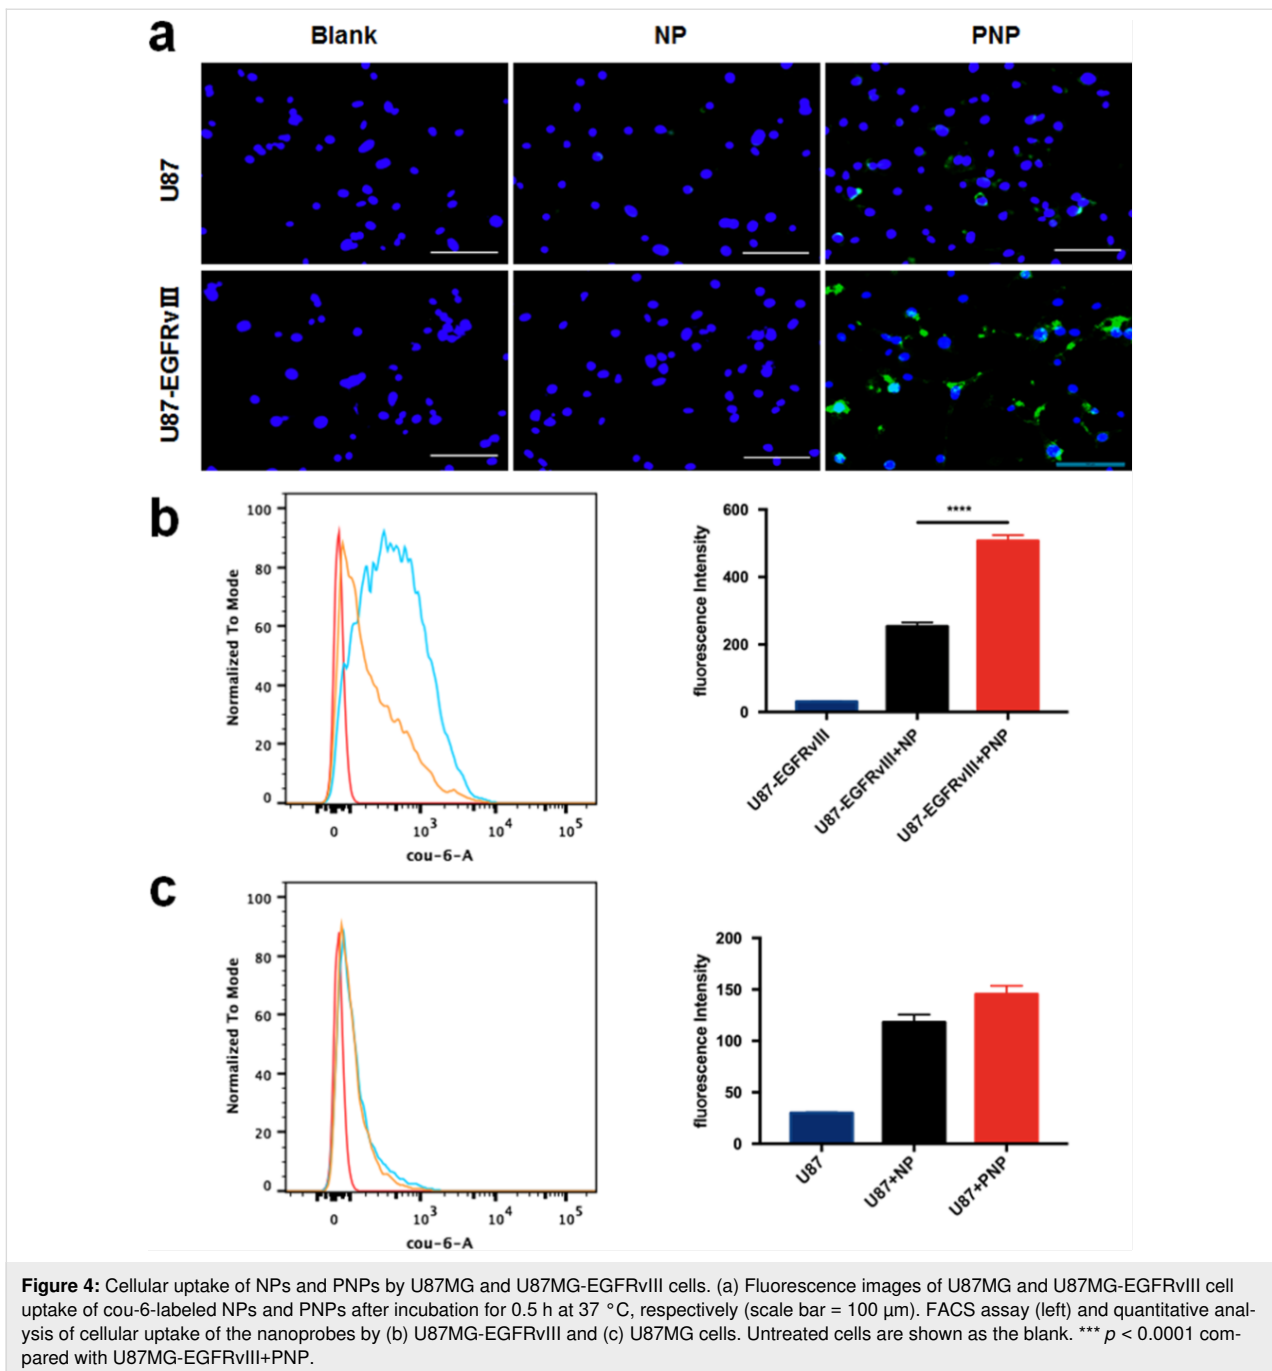 a
Blank
NP
PNP
U87
U87-EGFRvIII
b
100
80
60
40
20
0
Normalized To Mode
0
10³
10⁴
10⁵
cou-6-A
600
400
200
0
fluorescence Intensity
****
U87-EGFRvIII
U87-EGFRvIII+NP
U87-EGFRvIII+PNP
c
100
80
60
40
20
0
Normalized To Mode
0
10³
10⁴
10⁵
cou-6-A
200
150
100
50
0
fluorescence Intensity
U87
U87+NP
U87+PNP
Figure 4: Cellular uptake of NPs and PNPs by U87MG and U87MG-EGFRvIII cells. (a) Fluorescence images of U87MG and U87MG-EGFRvIII cell
uptake of cou-6-labeled NPs and PNPs after incubation for 0.5 h at 37 °C, respectively (scale bar = 100 µm). FACS assay (left) and quantitative anal-
ysis of cellular uptake of the nanoprobes by (b) U87MG-EGFRvIII and (c) U87MG cells. Untreated cells are shown as the blank. *** p < 0.0001 com-
pared with U87MG-EGFRvIII+PNP.